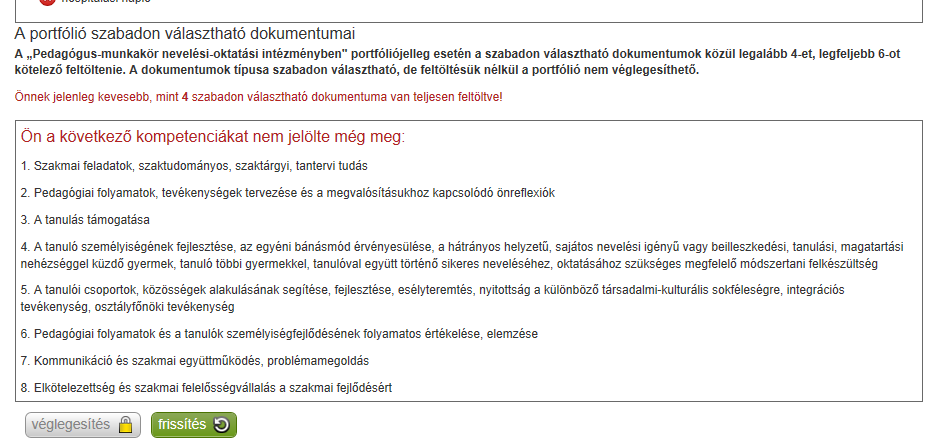 A portfólió szabadon választható dokumentumai
A „Pedagógus-munkakör nevelési-oktatási intézményben" portfóliójelleg esetén a szabadon választható dokumentumok közül legalább 4-et, legfeljebb 6-ot
kötelező feltöltenie. A dokumentumok típusa szabadon választható, de feltöltésük nélkül a portfólió nem véglegesíthető.
Önnek jelenleg kevesebb, mint 4 szabadon választható dokumentuma van teljesen feltöltve!
Ön a következő kompetenciákat nem jelölte még meg:
1. Szakmai feladatok, szaktudományos, szaktárgyi, tantervi tudás
2. Pedagógiai folyamatok, tevékenységek tervezése és a megvalósításukhoz kapcsolódó önreflexiók
3. A tanulás támogatása
4. A tanuló személyiségének fejlesztése, az egyéni bánásmód érvényesülése, a hátrányos helyzetű, sajátos nevelési igényű vagy beilleszkedési, tanulási, magatartási
nehézséggel küzdő gyermek, tanuló többi gyermekkel, tanulóval együtt történő sikeres neveléséhez, oktatásához szükséges megfelelő módszertani felkészültség
5. A tanulói csoportok, közösségek alakulásának segítése, fejlesztése, esélyteremtés, nyitottság a különböző társadalmi-kulturális sokféleségre, integrációs
tevékenység, osztályfőnöki tevékenység
6. Pedagógiai folyamatok és a tanulók személyiségfejlődésének folyamatos értékelése, elemzése
7. Kommunikáció és szakmai együttműködés, problémamegoldás
8. Elkötelezettség és szakmai felelősségvállalás a szakmai fejlődésért
véglegesítés frissítés